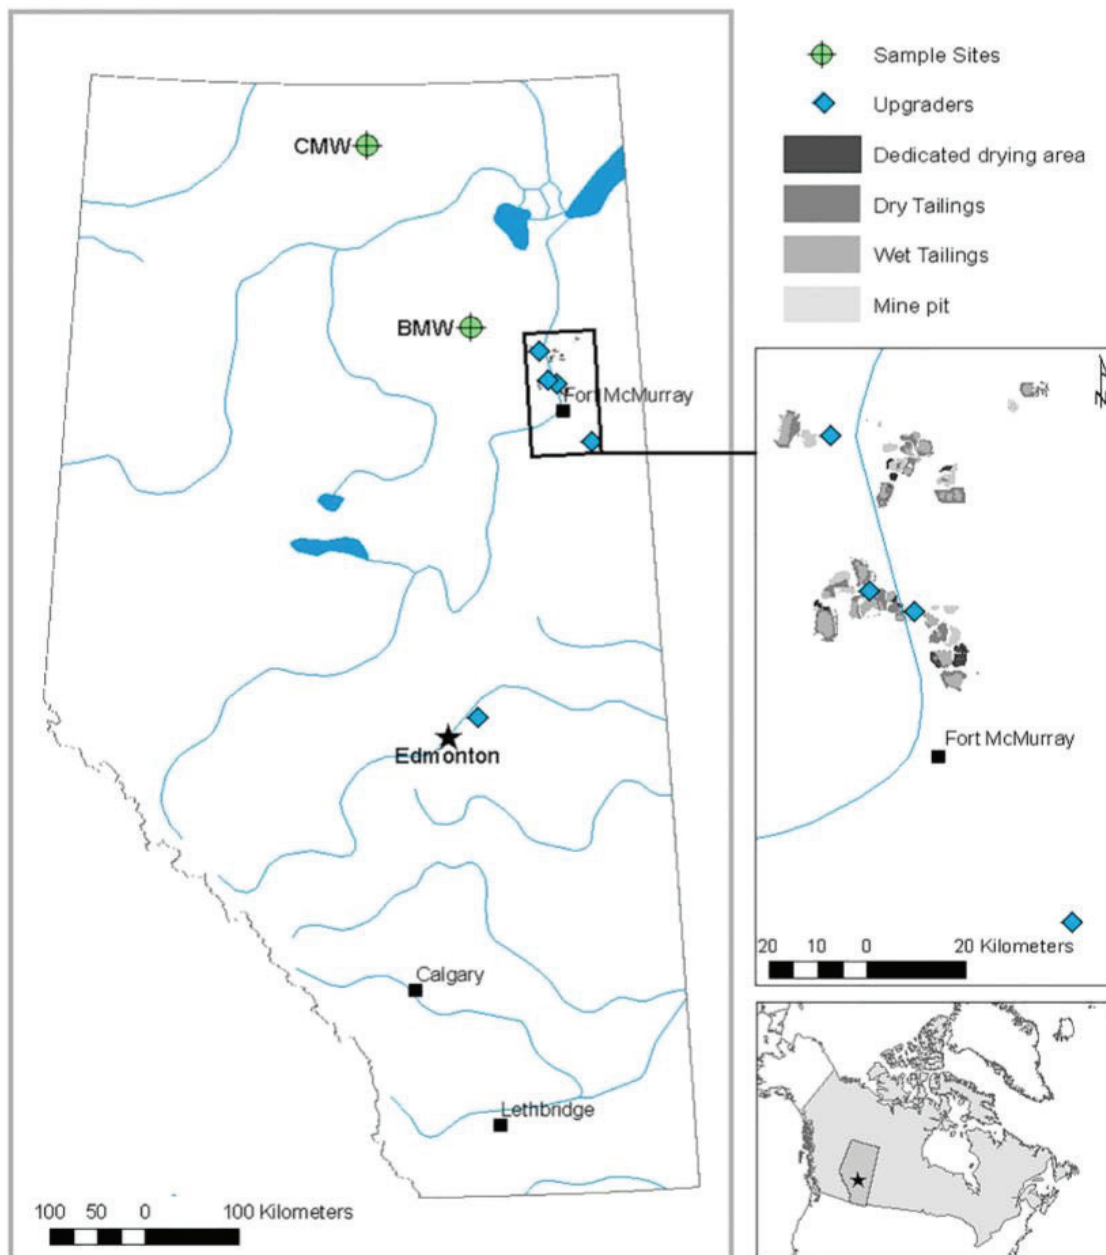 CMW
BMW
Fort McMurray
Edmonton
Calgary
Lethbridge
100 50 0 100 Kilometers
Sample Sites
Upgraders
Dedicated drying area
Dry Tailings
Wet Tailings
Mine pit
N
Fort McMurray
20 10 0 20 Kilometers